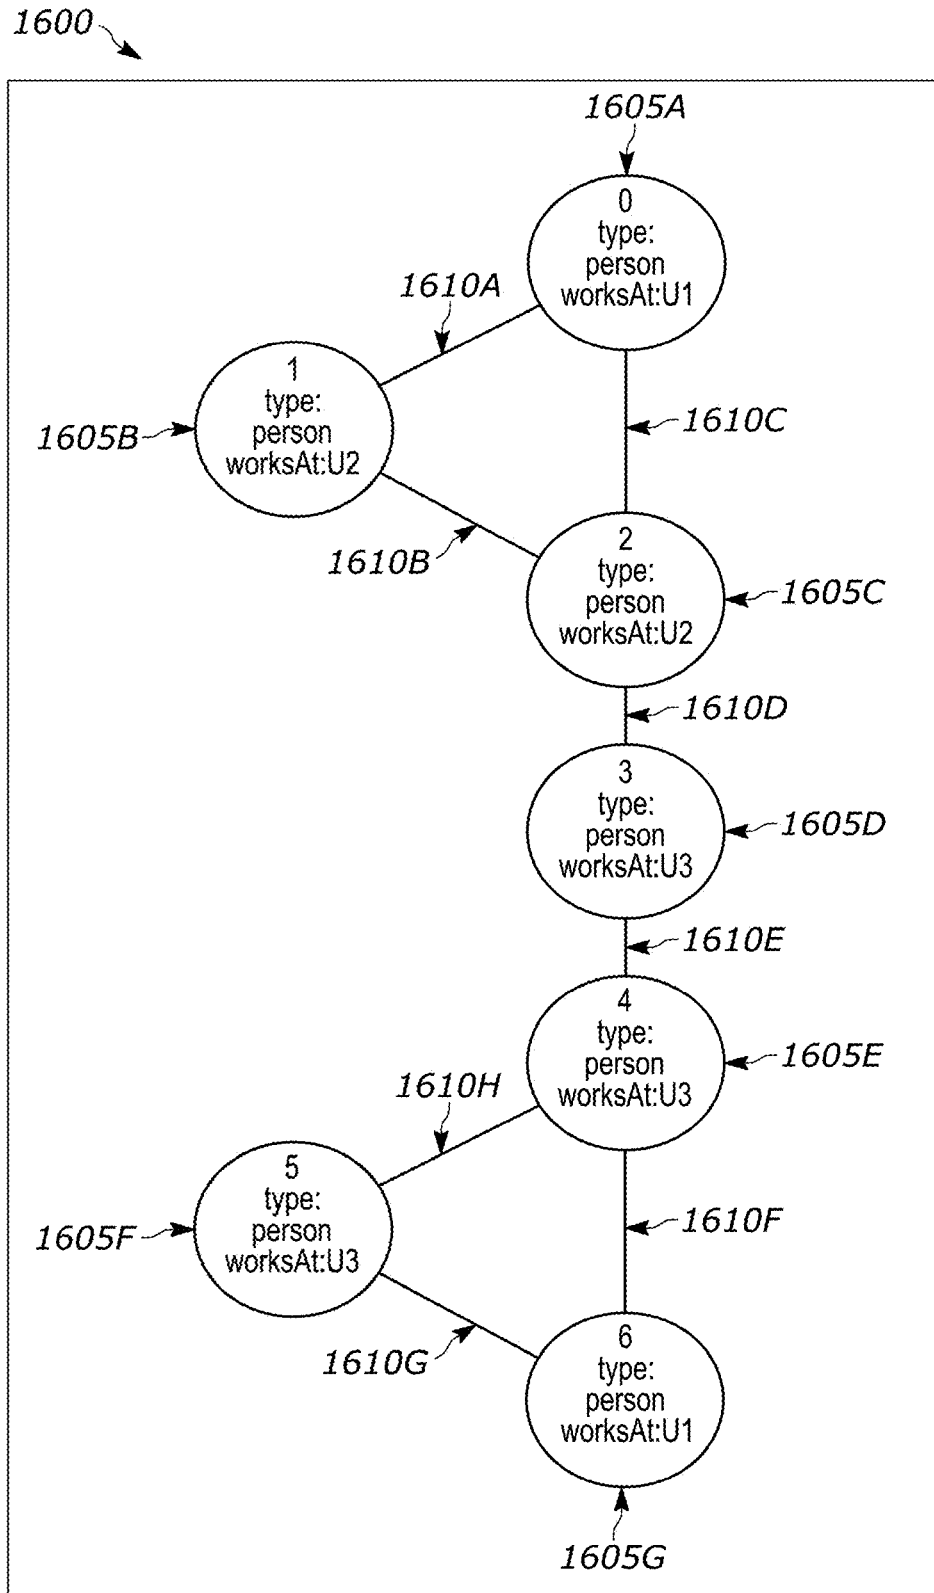 1600
1605A
0
type:
person
worksAt:U1
1610A
1
type:
person
worksAt:U2
1605B
1610C
1610B
2
type:
person
worksAt:U2
1605C
1610D
3
type:
person
worksAt:U3
1605D
1610E
4
type:
person
worksAt:U3
1605E
1610H
5
type:
person
worksAt:U3
1605F
1610F
1610G
6
type:
person
worksAt:U1
1605G